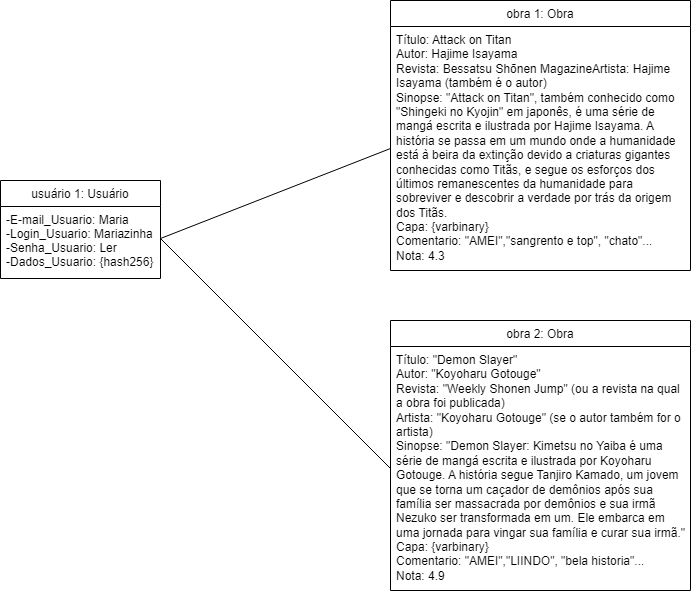 obra 1: Obra
Título: Attack on Titan
Autor: Hajime Isayama
Revista: Bessatsu Shōnen MagazineArtista: Hajime
Isayama (também é o autor)
Sinopse: "Attack on Titan", também conhecido como
"Shingeki no Kyojin" em japonês, é uma série de
mangá escrita e ilustrada por Hajime Isayama. A
história se passa em um mundo onde a humanidade
está à beira da extinção devido a criaturas gigantes
conhecidas como Titãs, e segue os esforços dos
últimos remanescentes da humanidade para
sobreviver e descobrir a verdade por trás da origem
dos Titãs.
Capa: {varbinary}
Comentario: "AMEI","sangrento e top", "chato"...
Nota: 4.3
usuário 1: Usuário
-E-mail_Usuario: Maria
-Login_Usuario: Mariazinha
-Senha_Usuario: Ler
-Dados_Usuario: {hash256}
obra 2: Obra
Título: "Demon Slayer"
Autor: "Koyoharu Gotouge"
Revista: "Weekly Shonen Jump" (ou a revista na qual
a obra foi publicada)
Artista: "Koyoharu Gotouge" (se o autor também for o
artista)
Sinopse: "Demon Slayer: Kimetsu no Yaiba é uma
série de mangá escrita e ilustrada por Koyoharu
Gotouge. A história segue Tanjiro Kamado, um jovem
que se torna um caçador de demônios após sua
família ser massacrada por demônios e sua irmã
Nezuko ser transformada em um. Ele embarca em
uma jornada para vingar sua família e curar sua irmã."
Capa: {varbinary}
Comentario: "AMEI","LIINDO", "bela historia"...
Nota: 4.9